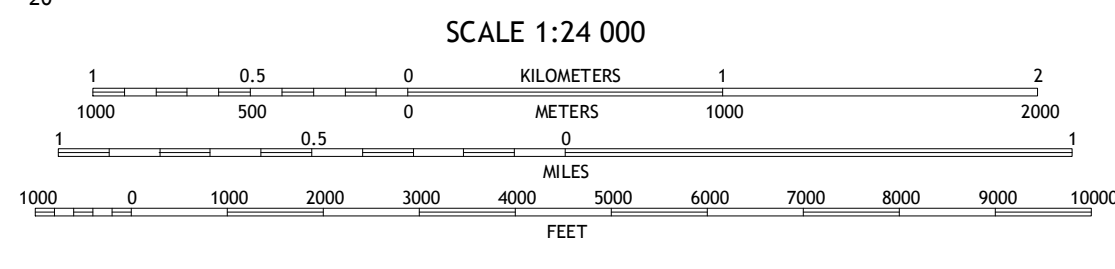 20
SCALE 1:24 000
1 0.5 0 KILOMETERS 1 2
1000 500 0 METERS 1000 2000
1 0.5 0 1
MILES
1000 0 1000 2000 3000 4000 5000 6000 7000 8000 9000 10000
FEET